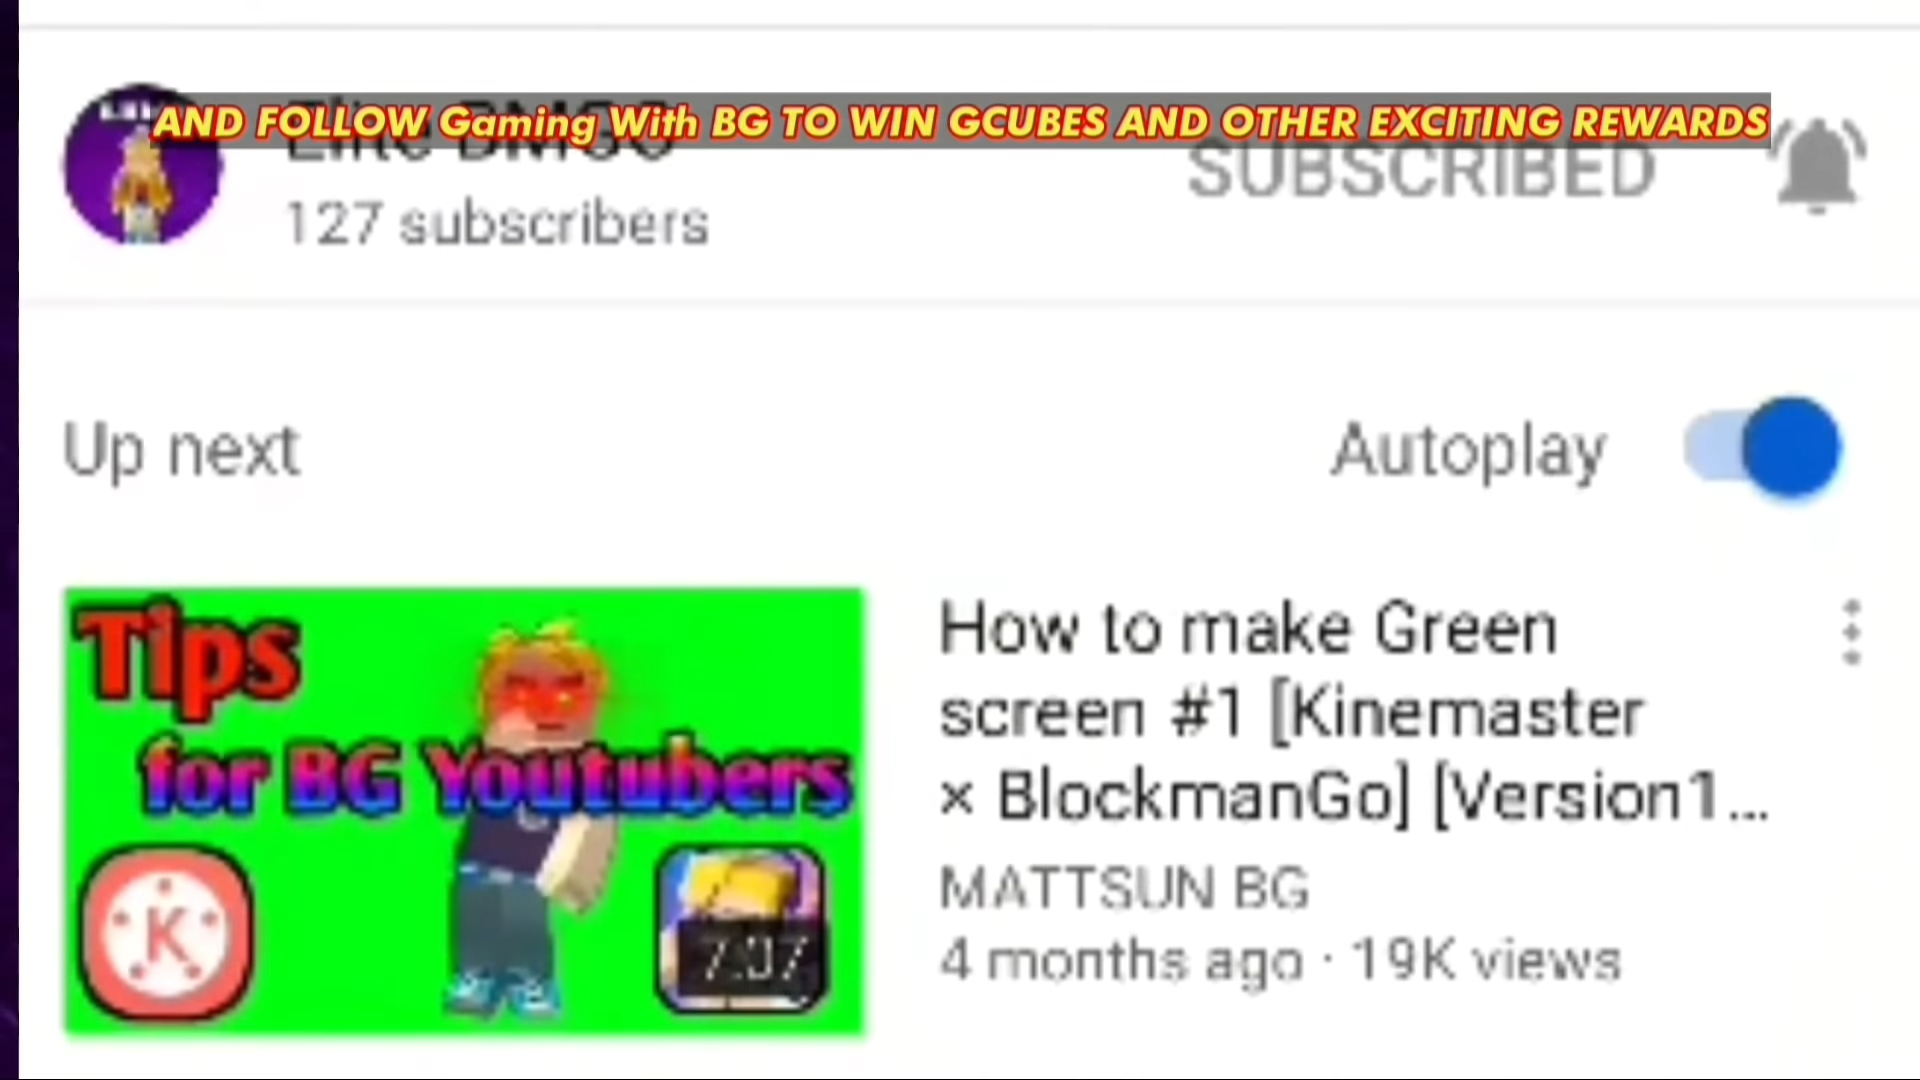 AND FOLLOW Gaming With BG TO WIN GCUBES AND OTHER EXCITING REWARDS
Elite BMGO
SUBSCRIBED
127 subscribers
Up next
Autoplay
Tips
for BG Youtubers
K
7:07
How to make Green
screen #1 [Kinemaster
× BlockmanGo] [Version1...
MATTSUN BG
4 months ago · 19K views